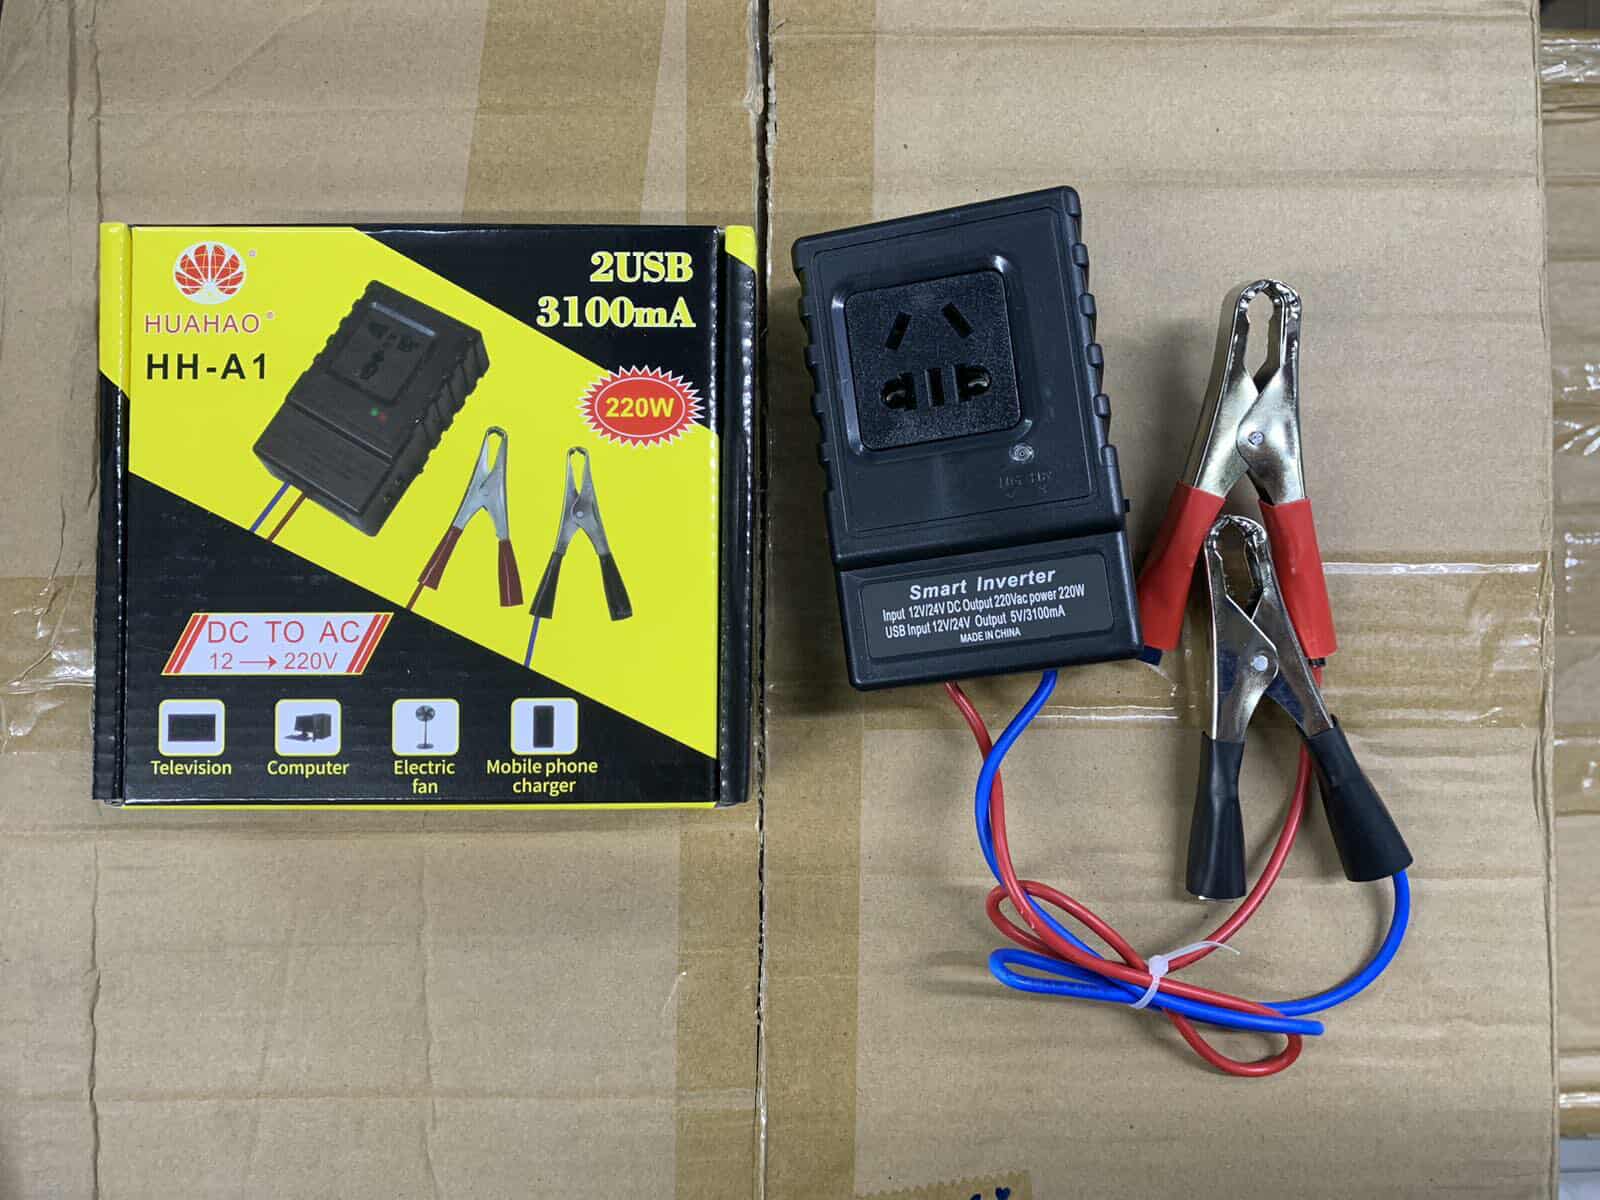 HUAHAO®
HH-A1
2USB
3100mA
220W
DC TO AC
12 → 220V
Television
Computer
Electric
fan
Mobile phone
charger
Smart Inverter
Input 12V/24V DC Output 220Vac power 220W
USB Input 12V/24V Output 5V/3100mA
MADE IN CHINA